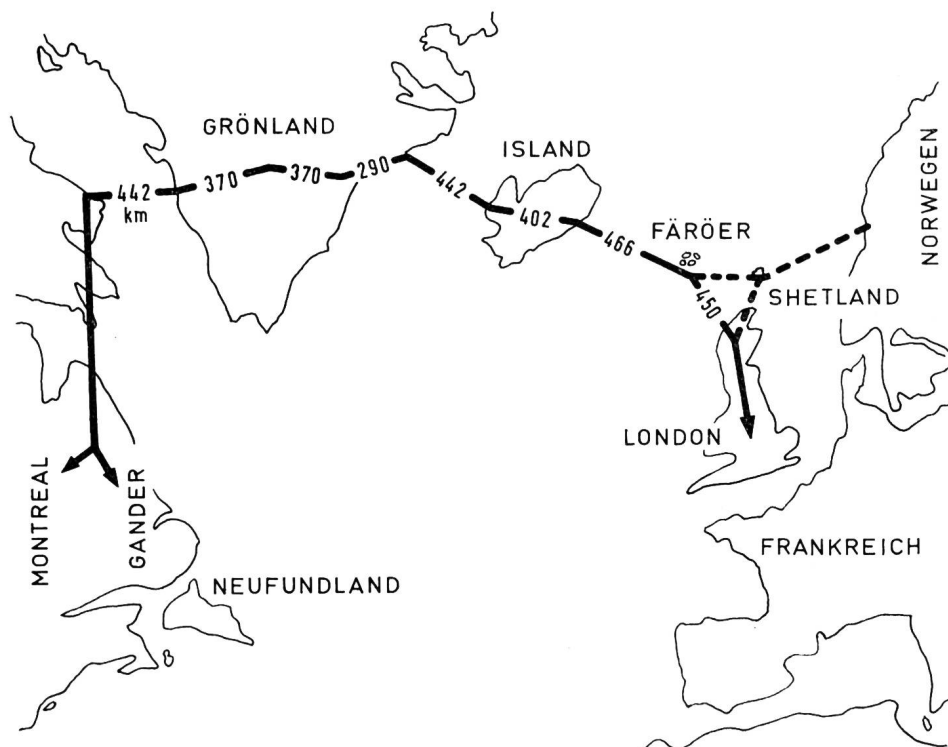 GRÖNLAND
ISLAND
NORWEGEN
442
km
370
370
290
442
402
466
FÄRÖER
450
SHETLAND
LONDON
MONTREAL
GANDER
NEUFUNDLAND
FRANKREICH